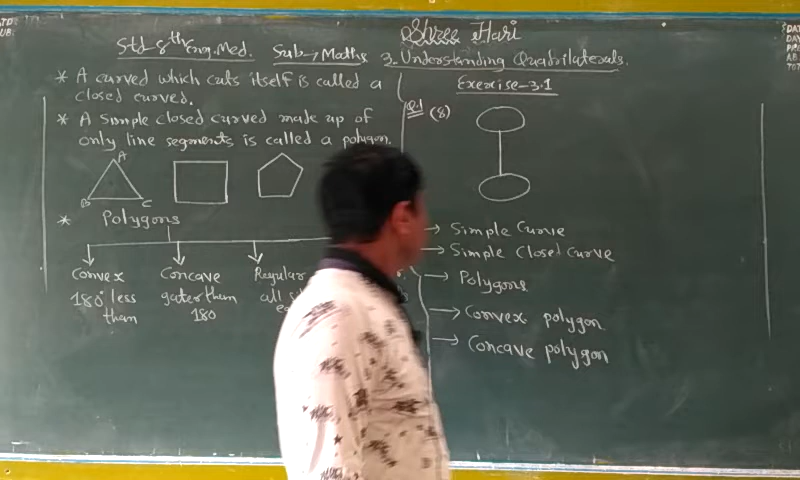 Shree Hari
Std 8th Eng. Med. Sub → Maths 3. Understanding Quadrilaterals.
* A curved which cuts itself is called a
closed curved.
* A simple closed curved made up of
only line segments is called a polygon.
A
B C
* Polygons
Convex Concave Regular
180° less gater them all
them 180
Exercise-3.1
Q.1 (8)
→ Simple Curve
→ Simple Closed Curve
→ Polygons
→ Convex polygon
→ Concave polygon